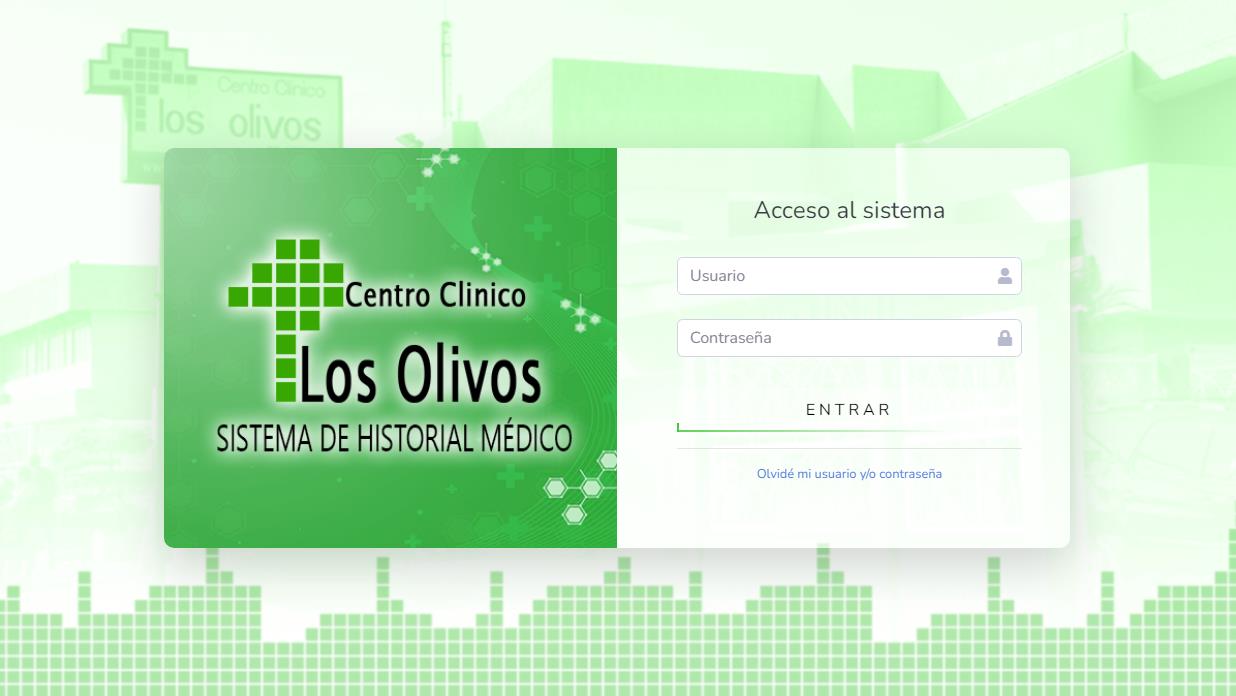 Centro Clinico
los olivos
Centro Clinico
Los Olivos
SISTEMA DE HISTORIAL MÉDICO
Acceso al sistema
Usuario
Contraseña
ENTRAR
Olvidé mi usuario y/o contraseña